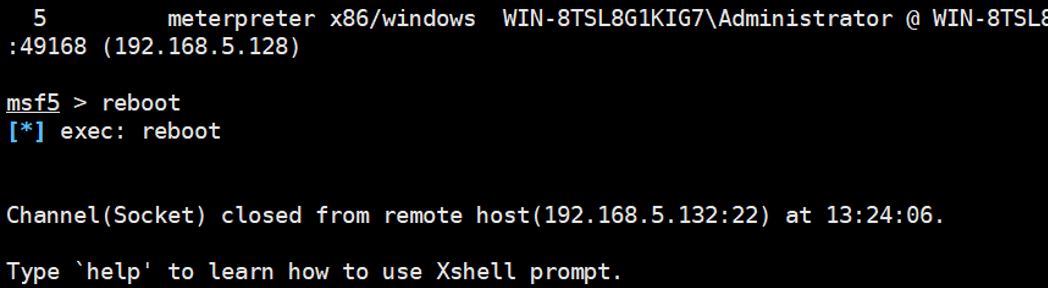 5 meterpreter x86/windows WIN-8TSL8G1KIG7\Administrator @ WIN-8TSL8
:49168 (192.168.5.128)
msf5 > reboot
[*] exec: reboot
Channel(Socket) closed from remote host(192.168.5.132:22) at 13:24:06.
Type `help' to learn how to use Xshell prompt.